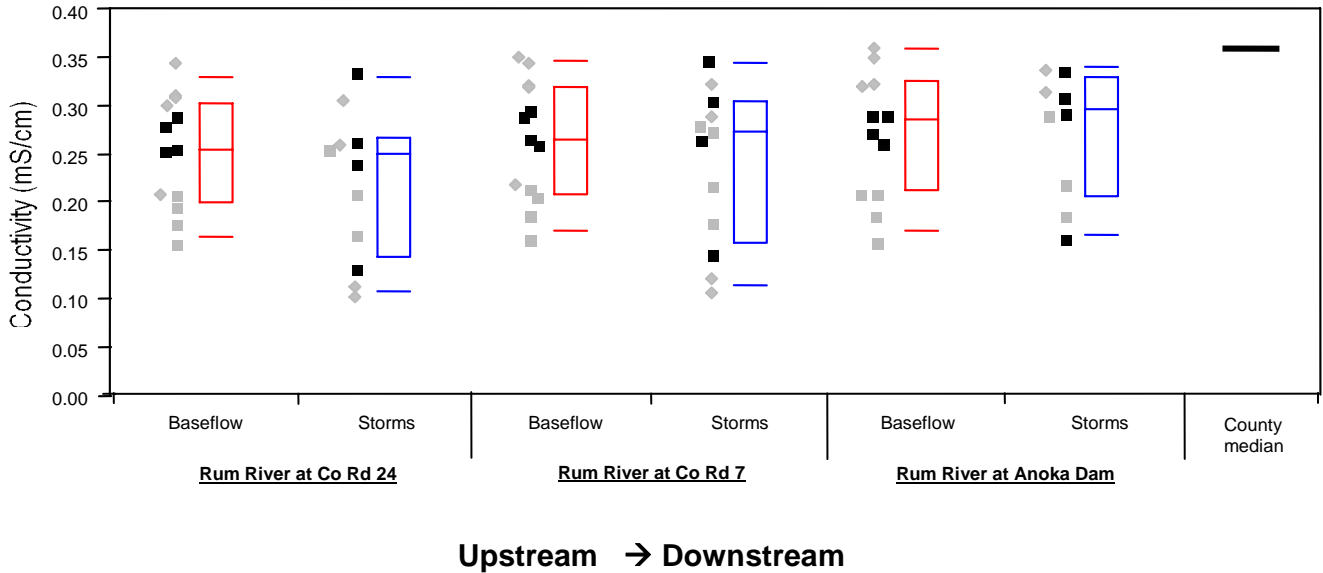 Conductivity (mS/cm)
0.40
0.35
0.30
0.25
0.20
0.15
0.10
0.05
0.00
Baseflow
Storms
Baseflow
Storms
Baseflow
Storms
County
median
Rum River at Co Rd 24
Rum River at Co Rd 7
Rum River at Anoka Dam
Upstream → Downstream